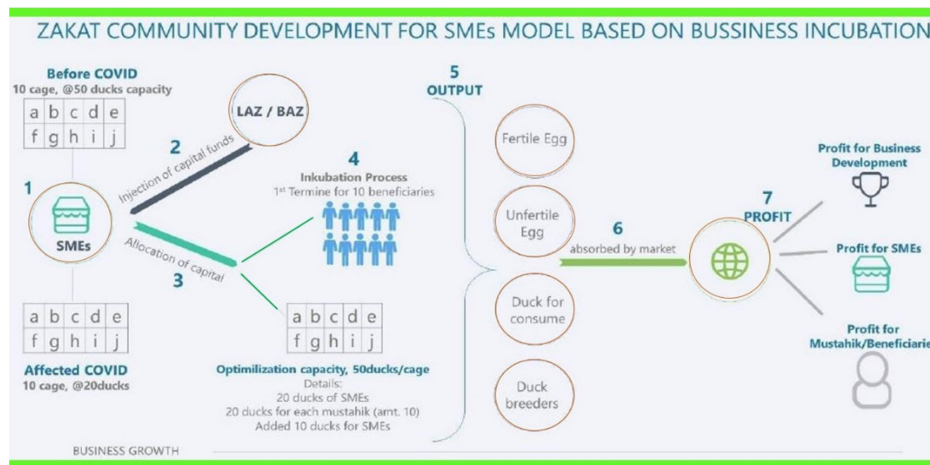 ZAKAT COMMUNITY DEVELOPMENT FOR SMEs MODEL BASED ON BUSSINESS INCUBATION
Before COVID
10 cage, @50 ducks capacity
a b c d e
f g h i j
1
SMEs
a b c d e
f g h i j
Affected COVID
10 cage, @20ducks
LAZ / BAZ
2
Injection of capital funds
Allocation of capital
3
4
Inkubation Process
1st Termine for 10 beneficiaries
a b c d e
f g h i j
Optimilization capacity, 50ducks/cage
Details:
20 ducks of SMEs
20 ducks for each mustahik (amt. 10)
Added 10 ducks for SMEs
5
OUTPUT
Fertile Egg
Unfertile
Egg
Duck for
consume
Duck
breeders
6
absorbed by market
7
PROFIT
Profit for Business
Development
Profit for SMEs
Profit for
Mustahik/Beneficiarie
BUSINESS GROWTH